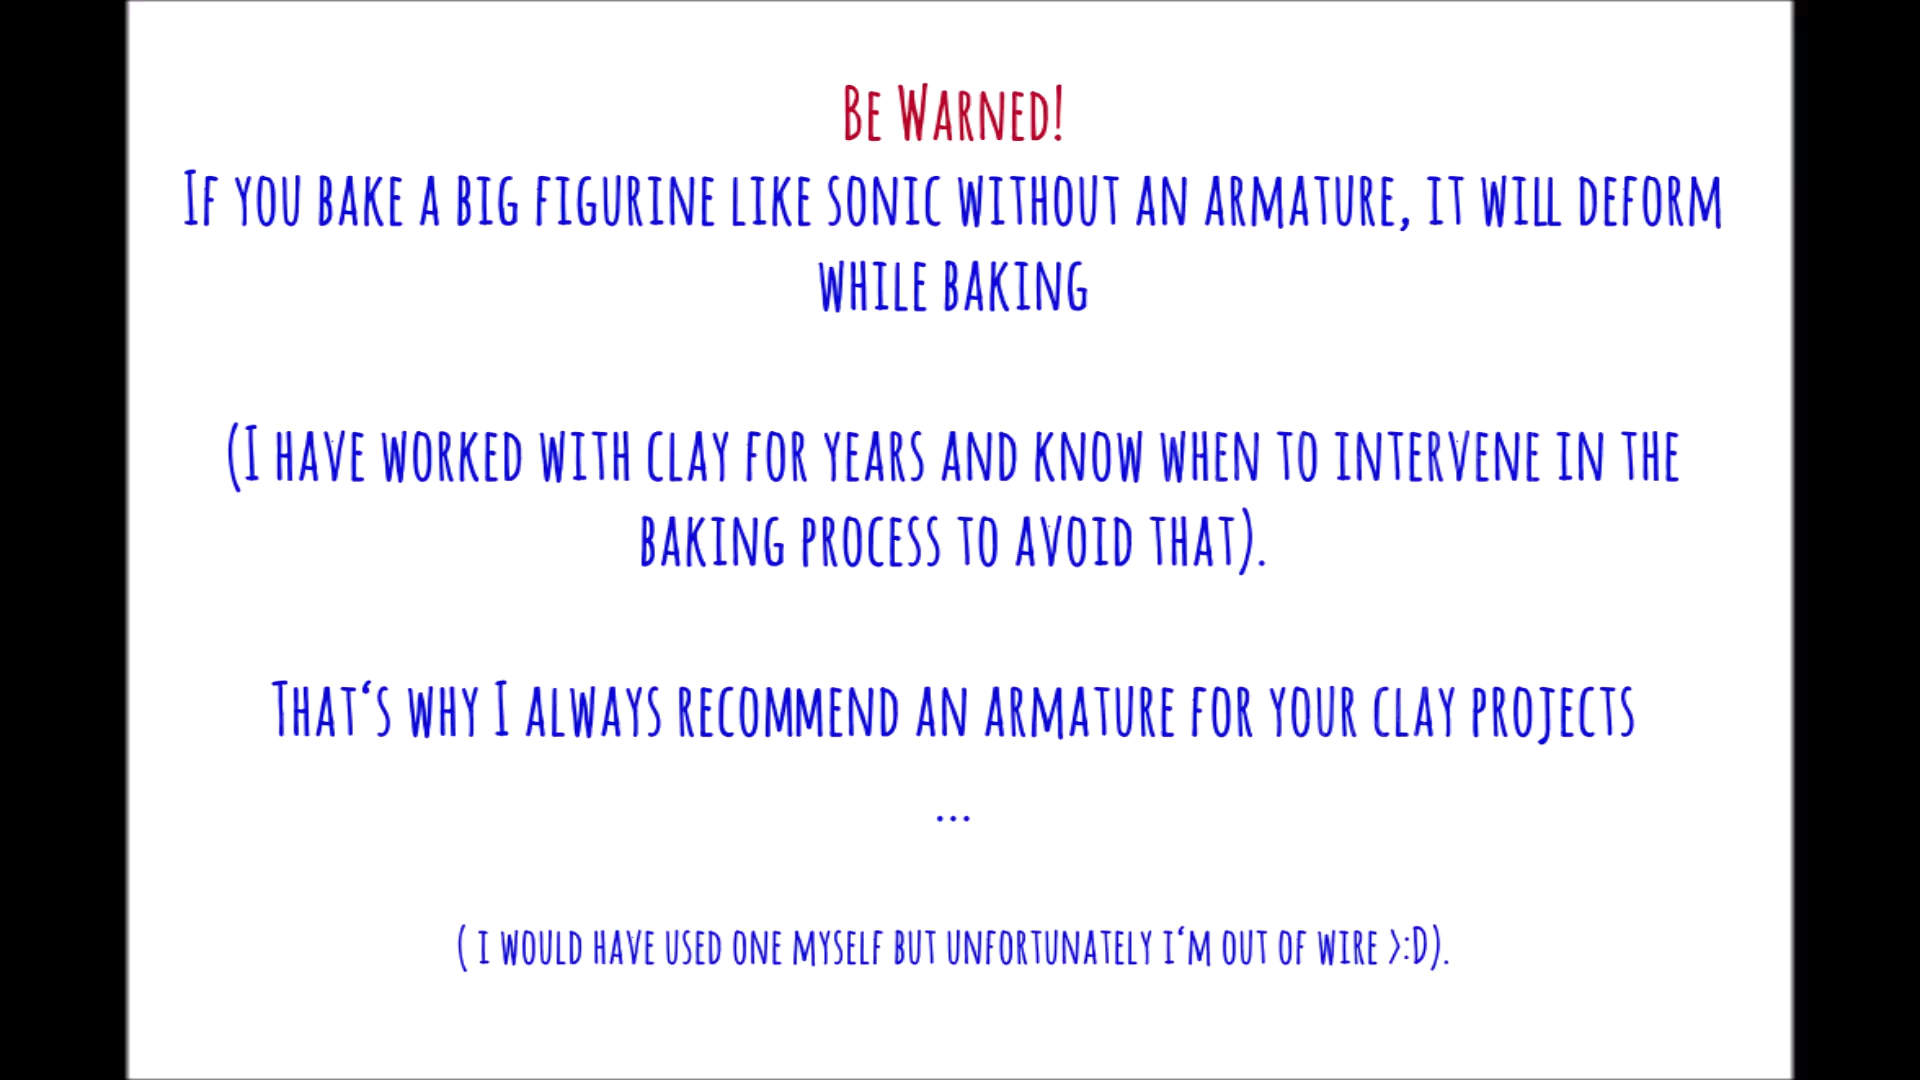 Be Warned!
If you bake a big figurine like sonic without an armature, it will deform
while baking
(I have worked with clay for years and know when to intervene in the
baking process to avoid that).
That‘s why I always recommend an armature for your clay projects
...
( i would have used one myself but unfortunately i‘m out of wire >:D).